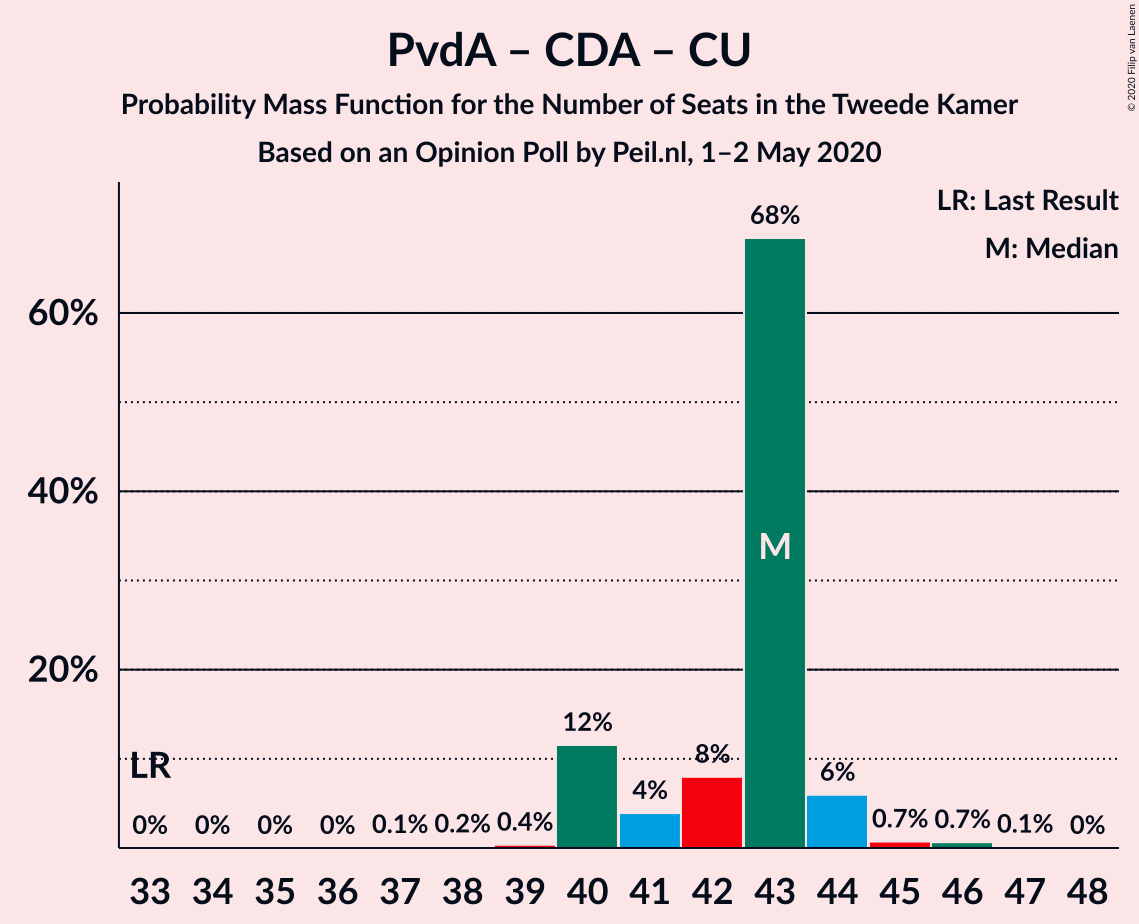 PvdA – CDA – CU
Probability Mass Function for the Number of Seats in the Tweede Kamer
Based on an Opinion Poll by Peil.nl, 1–2 May 2020
© 2020 Filip van Laenen
LR: Last Result
M: Median
60%
40%
20%
LR
M
0% 0% 0% 0% 0.1% 0.2% 0.4% 12% 4% 8% 68% 6% 0.7% 0.7% 0.1% 0%
33 34 35 36 37 38 39 40 41 42 43 44 45 46 47 48